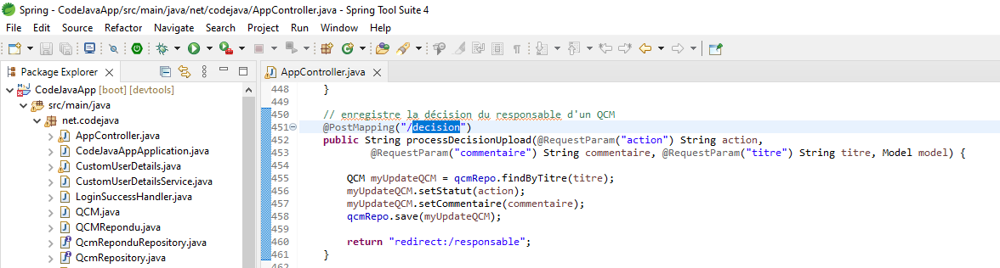 Spring - CodeJavaApp/src/main/java/net/codejava/AppController.java - Spring Tool Suite 4
File Edit Source Refactor Navigate Search Project Run Window Help
Package Explorer
CodeJavaApp [boot] [devtools]
src/main/java
net.codejava
AppController.java
CodeJavaAppApplication.java
CustomUserDetails.java
CustomUserDetailsService.java
LoginSuccessHandler.java
QCM.java
QCMRepondu.java
QcmReponduRepository.java
QcmRepository.java
AppController.java
448 }
449
450 // enregistre la décision du responsable d'un QCM
451 @PostMapping("/decision")
452 public String processDecisionUpload(@RequestParam("action") String action,
453 @RequestParam("commentaire") String commentaire, @RequestParam("titre") String titre, Model model) {
454
455 QCM myUpdateQCM = qcmRepo.findByTitre(titre);
456 myUpdateQCM.setStatut(action);
457 myUpdateQCM.setCommentaire(commentaire);
458 qcmRepo.save(myUpdateQCM);
459
460 return "redirect:/responsable";
461 }
462